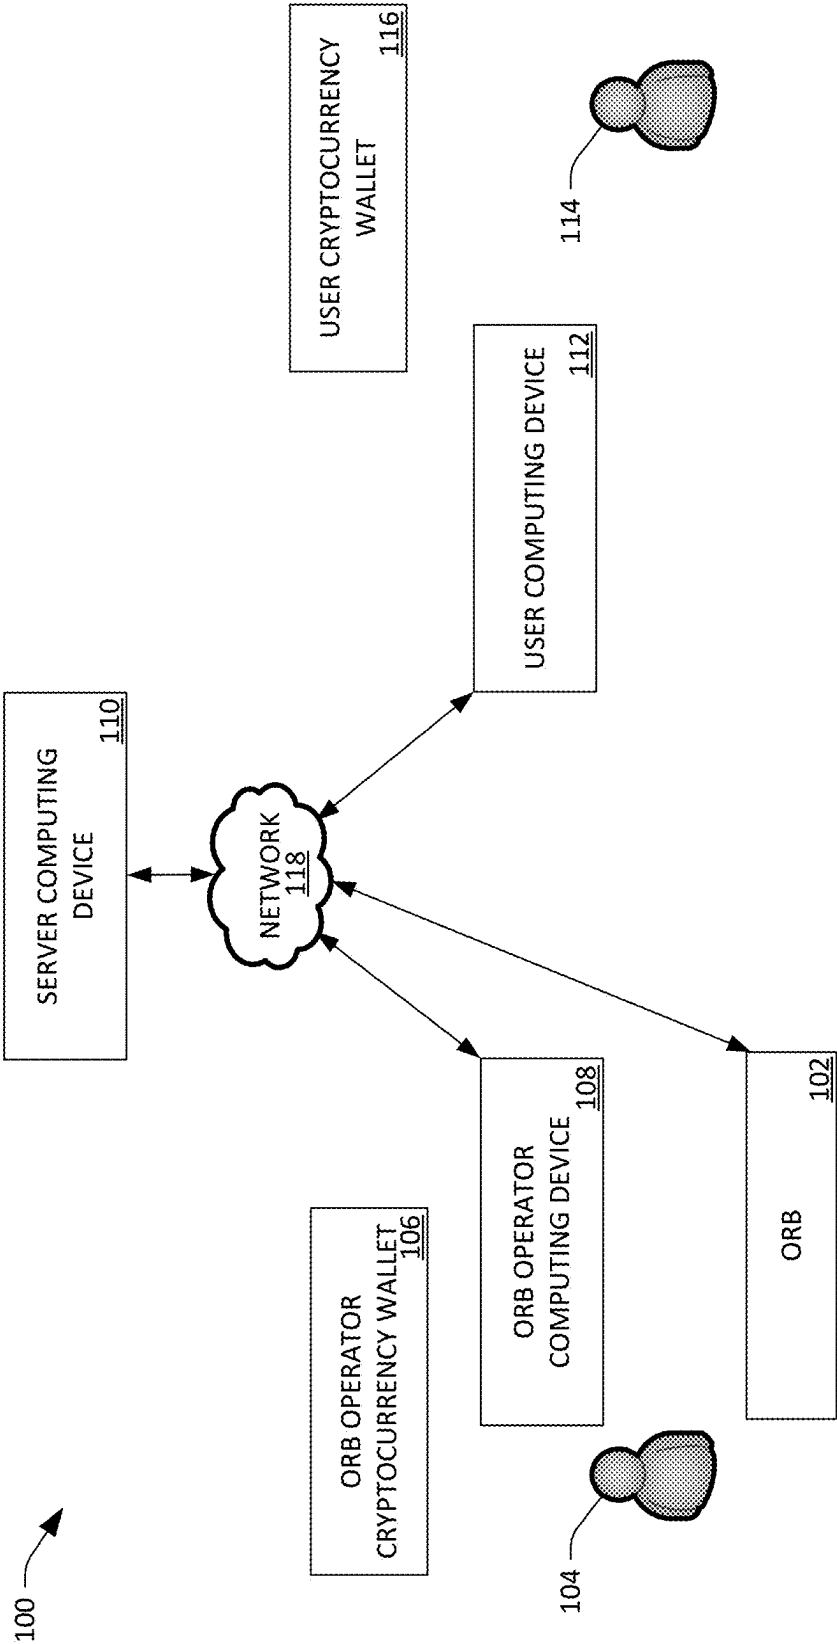 100
SERVER COMPUTING
DEVICE
110
NETWORK
118
ORB OPERATOR
CRYPTOCURRENCY WALLET
106
USER CRYPTOCURRENCY
WALLET
116
ORB OPERATOR
COMPUTING DEVICE
108
USER COMPUTING DEVICE
112
104
114
ORB
102